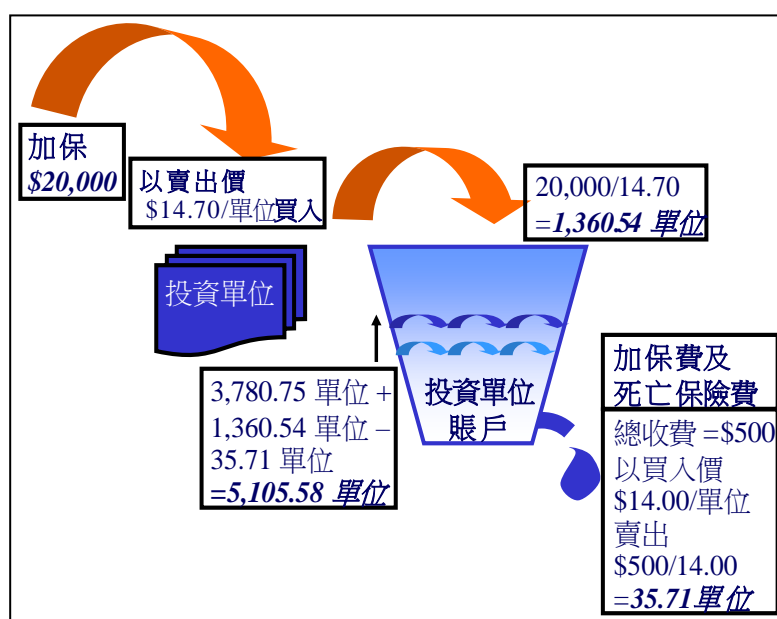 加保
$20,000
以賣出價
$14.70/單位買入
20,000/14.70
=1,360.54 單位
投資單位
投資單位
賬戶
3,780.75 單位 +
1,360.54 單位 –
35.71 單位
=5,105.58 單位
加保費及
死亡保險費
總收費 =$500
以買入價
$14.00/單位
賣出
$500/14.00
=35.71單位